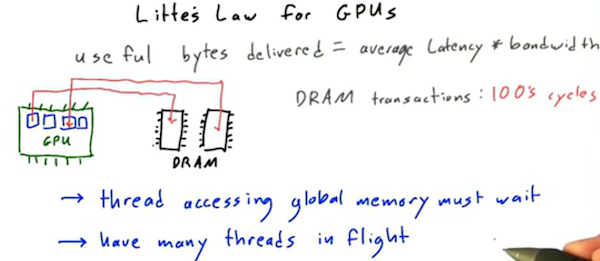 Little's Law for GPUs
useful bytes delivered = average latency * bandwidth
DRAM transactions: 100's cycles
GPU
DRAM
→ thread accessing global memory must wait
→ have many threads in flight